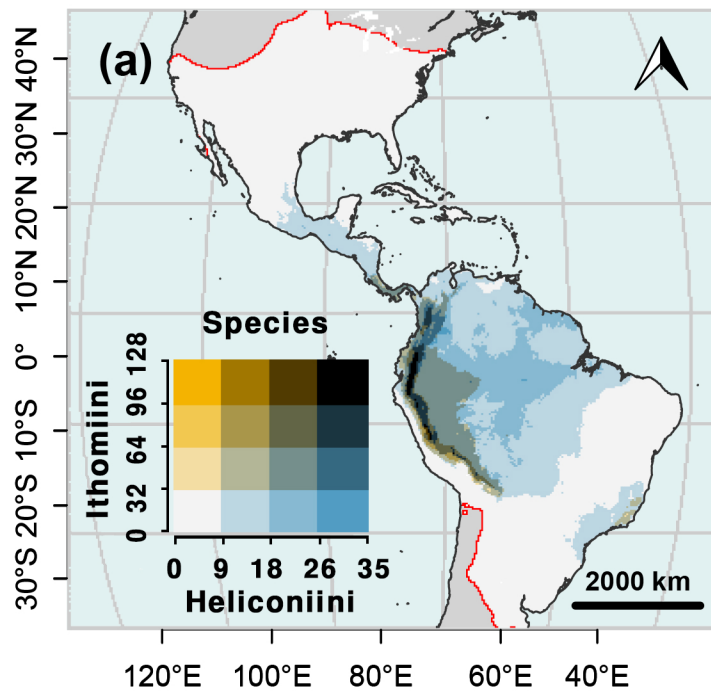 (a)
40°N
30°N
20°N
10°N
0°
10°S
20°S
30°S
Species
Ithomiini
128
96
64
32
0
0 9 18 26 35
Heliconiini
2000 km
120°E 100°E 80°E 60°E 40°E